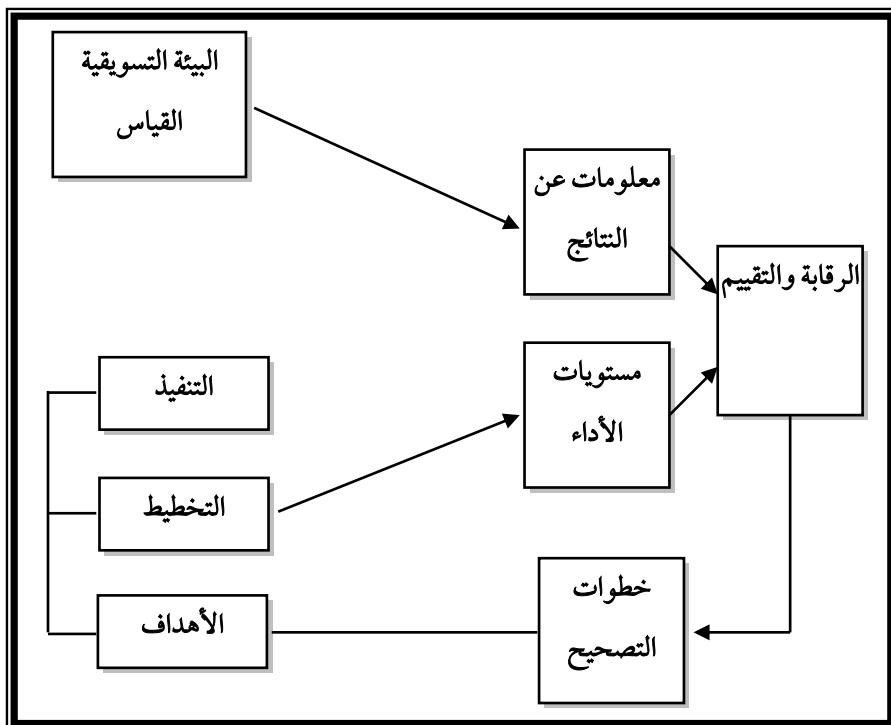 البيئة التسويقية
القياس
معلومات عن
النتائج
الرقابة والتقييم
مستويات
الأداء
التنفيذ
التخطيط
الأهداف
خطوات
التصحيح